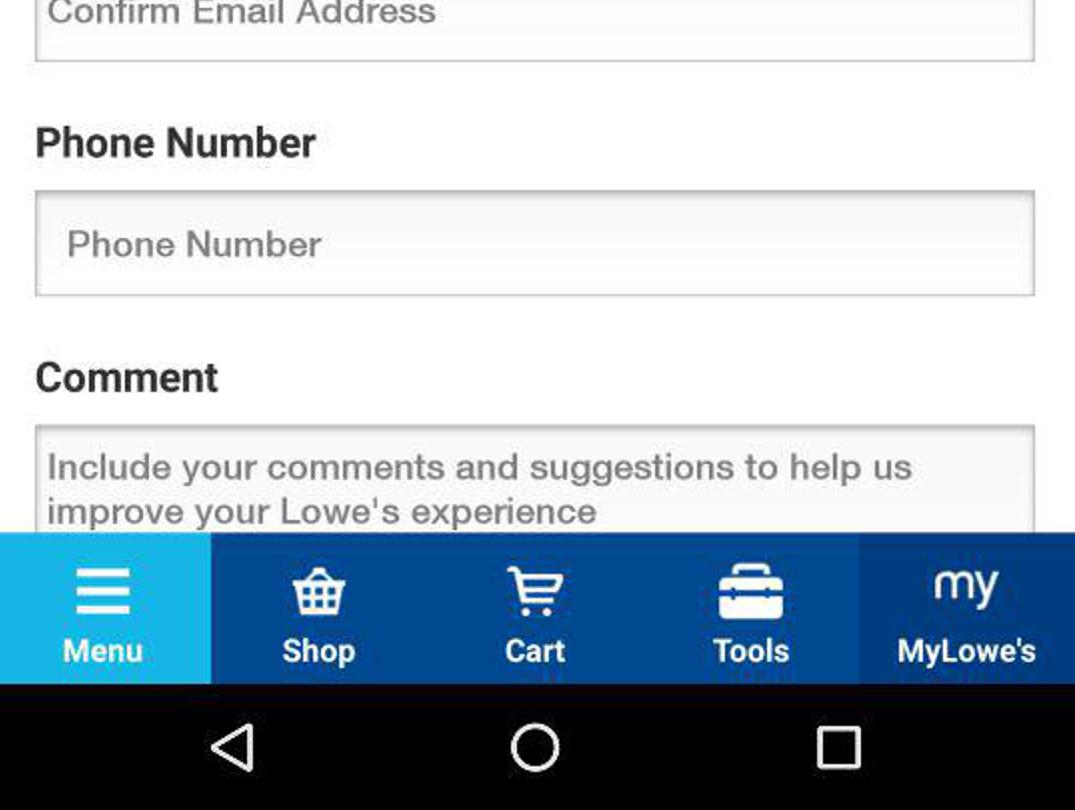 Confirm Email Address
Phone Number
Phone Number
Comment
Include your comments and suggestions to help us
improve your Lowe's experience
my
Menu Shop Cart Tools MyLowe's